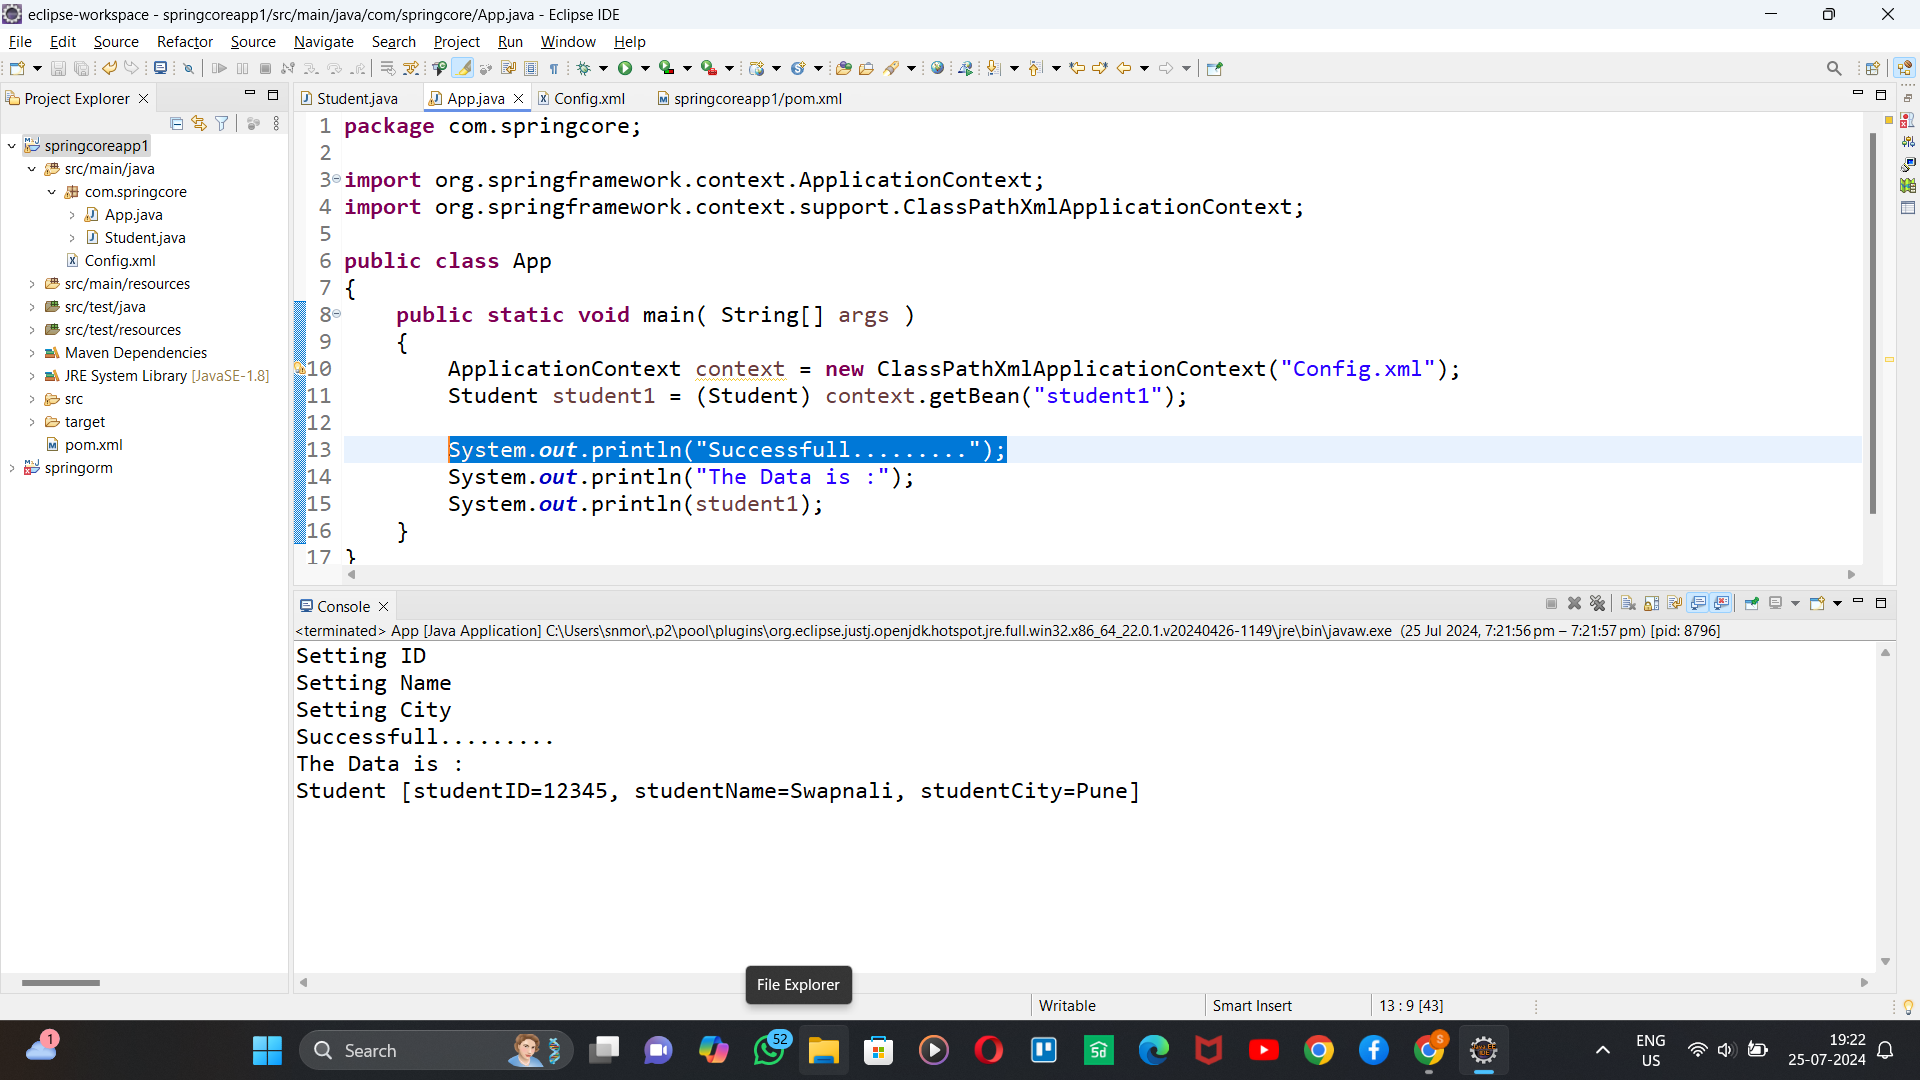 eclipse-workspace - springcoreapp1/src/main/java/com/springcore/App.java - Eclipse IDE
File Edit Source Refactor Source Navigate Search Project Run Window Help
Project Explorer
springcoreapp1
src/main/java
com.springcore
App.java
Student.java
Config.xml
src/main/resources
src/test/java
src/test/resources
Maven Dependencies
JRE System Library [JavaSE-1.8]
src
target
pom.xml
springorm
Student.java App.java Config.xml springcoreapp1/pom.xml
1 package com.springcore;
2
3 import org.springframework.context.ApplicationContext;
4 import org.springframework.context.support.ClassPathXmlApplicationContext;
5
6 public class App
7 {
8 public static void main( String[] args )
9 {
10 ApplicationContext context = new ClassPathXmlApplicationContext("Config.xml");
11 Student student1 = (Student) context.getBean("student1");
12
13 System.out.println("Successfull.........");
14 System.out.println("The Data is :");
15 System.out.println(student1);
16 }
17 }
Console
<terminated> App [Java Application] C:\Users\snmor\.p2\pool\plugins\org.eclipse.justj.openjdk.hotspot.jre.full.win32.x86_64_22.0.1.v20240426-1149\jre\bin\javaw.exe (25 Jul 2024, 7:21:56 pm – 7:21:57 pm) [pid: 8796]
Setting ID
Setting Name
Setting City
Successfull.........
The Data is :
Student [studentID=12345, studentName=Swapnali, studentCity=Pune]
File Explorer
Writable Smart Insert 13 : 9 [43]
1
Search
52
S
ENG
US
19:22
25-07-2024